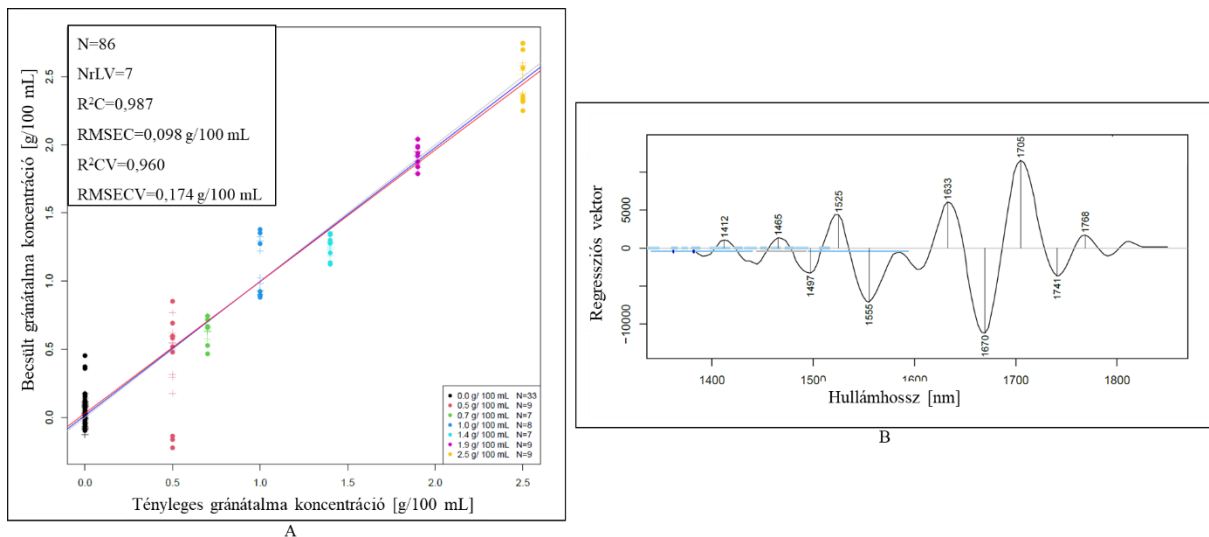 N=86
NrLV=7
R²C=0,987
RMSEC=0,098 g/100 mL
R²CV=0,960
RMSECV=0,174 g/100 mL
Becsült gránátalma koncentráció [g/100 mL]
2.5
2.0
1.5
1.0
0.5
0.0
0.0 g/ 100 mL N=33
0.5 g/ 100 mL N=9
0.7 g/ 100 mL N=7
1.0 g/ 100 mL N=8
1.4 g/ 100 mL N=7
1.9 g/ 100 mL N=9
2.5 g/ 100 mL N=9
0.0 0.5 1.0 1.5 2.0 2.5
Tényleges gránátalma koncentráció [g/100 mL]
A
Regressziós vektor
5000
0
−10000
1412
1465
1497
1525
1555
1633
1670
1705
1741
1768
1400 1500 1600 1700 1800
Hullámhossz [nm]
B